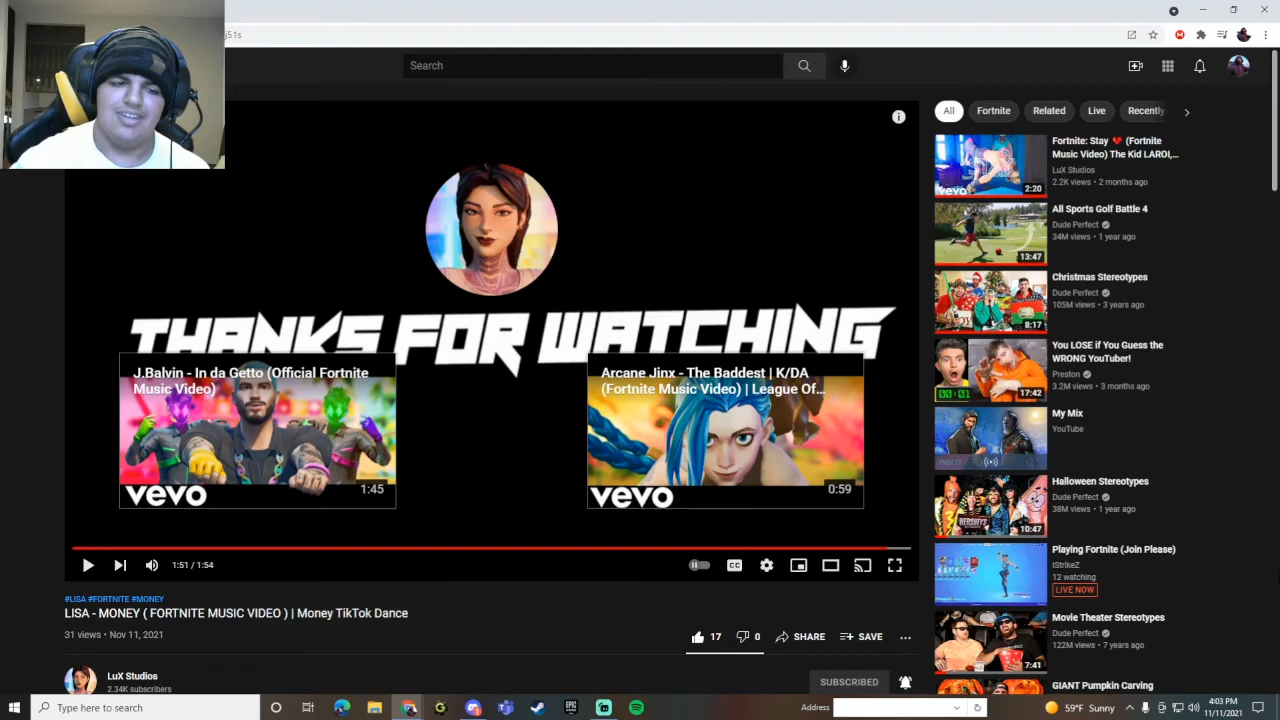 j51s
Search
All
Fortnite
Related
Live
Recently
THANKS FOR WATCHING
J.Balvin - In da Getto (Official Fortnite
Music Video)
vevo
1:45
Arcane Jinx - The Baddest | K/DA
(Fortnite Music Video) | League Of...
vevo
0:59
1:51 / 1:54
CC
#LISA #FORTNITE #MONEY
LISA - MONEY ( FORTNITE MUSIC VIDEO ) | Money TikTok Dance
31 views • Nov 11, 2021
17
0
SHARE
SAVE
LuX Studios
2.34K subscribers
SUBSCRIBED
Fortnite: Stay 💔 (Fortnite
Music Video) The Kid LAROI,...
LuX Studios
2.2K views • 2 months ago
vevo
2:20
All Sports Golf Battle 4
Dude Perfect
34M views • 1 year ago
13:47
Christmas Stereotypes
Dude Perfect
105M views • 3 years ago
8:17
You LOSE if You Guess the
WRONG YouTuber!
Preston
3.2M views • 3 months ago
00:01
17:42
My Mix
YouTube
nerd
Halloween Stereotypes
Dude Perfect
38M views • 1 year ago
HERSHEY'S
10:47
Playing Fortnite (Join Please)
iStrikeZ
12 watching
LIVE NOW
Movie Theater Stereotypes
Dude Perfect
122M views • 7 years ago
7:41
GIANT Pumpkin Carving
Type here to search
EPIC
Address
59°F Sunny
4:03 PM
11/11/2021